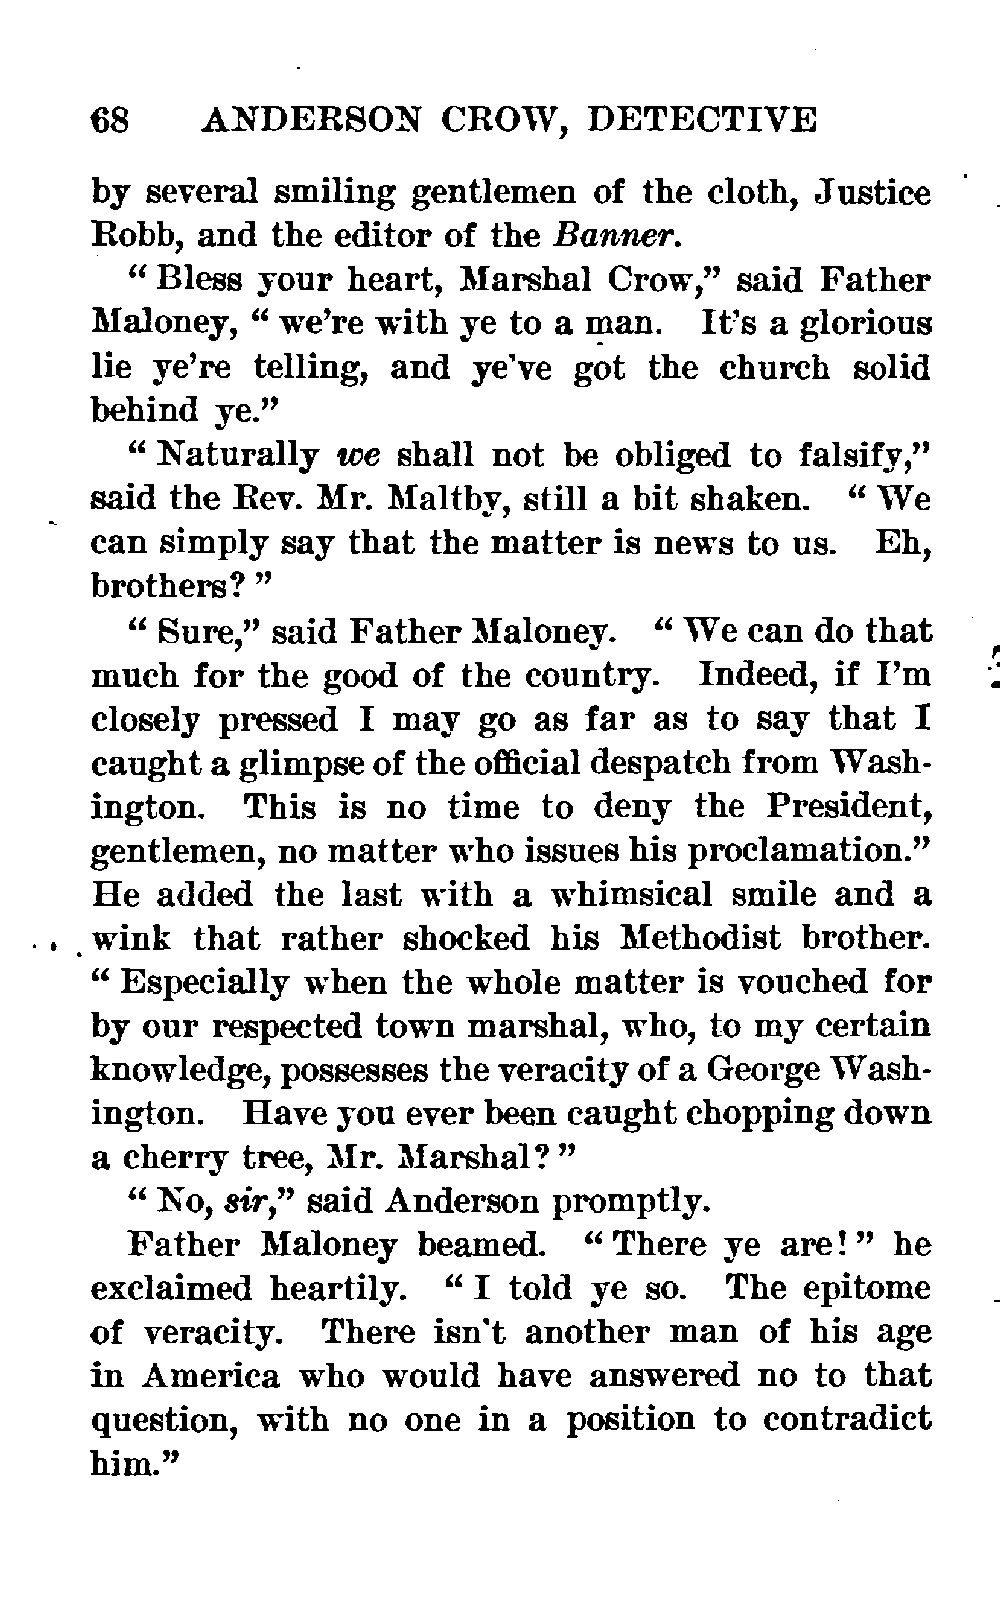 68 ANDERSON CROW, DETECTIVE
by several smiling gentlemen of the cloth, Justice
Robb, and the editor of the Banner.
“ Bless your heart, Marshal Crow,” said Father
Maloney, “ we’re with ye to a man. It’s a glorious
lie ye’re telling, and ye’ve got the church solid
behind ye.”
“ Naturally we shall not be obliged to falsify,”
said the Rev. Mr. Maltby, still a bit shaken. “ We
can simply say that the matter is news to us. Eh,
brothers? ”
“ Sure,” said Father Maloney. “ We can do that
much for the good of the country. Indeed, if I’m
closely pressed I may go as far as to say that I
caught a glimpse of the official despatch from Wash-
ington. This is no time to deny the President,
gentlemen, no matter who issues his proclamation.”
He added the last with a whimsical smile and a
wink that rather shocked his Methodist brother.
“ Especially when the whole matter is vouched for
by our respected town marshal, who, to my certain
knowledge, possesses the veracity of a George Wash-
ington. Have you ever been caught chopping down
a cherry tree, Mr. Marshal? ”
“ No, sir,” said Anderson promptly.
Father Maloney beamed. “ There ye are! ” he
exclaimed heartily. “ I told ye so. The epitome
of veracity. There isn't another man of his age
in America who would have answered no to that
question, with no one in a position to contradict
him.”